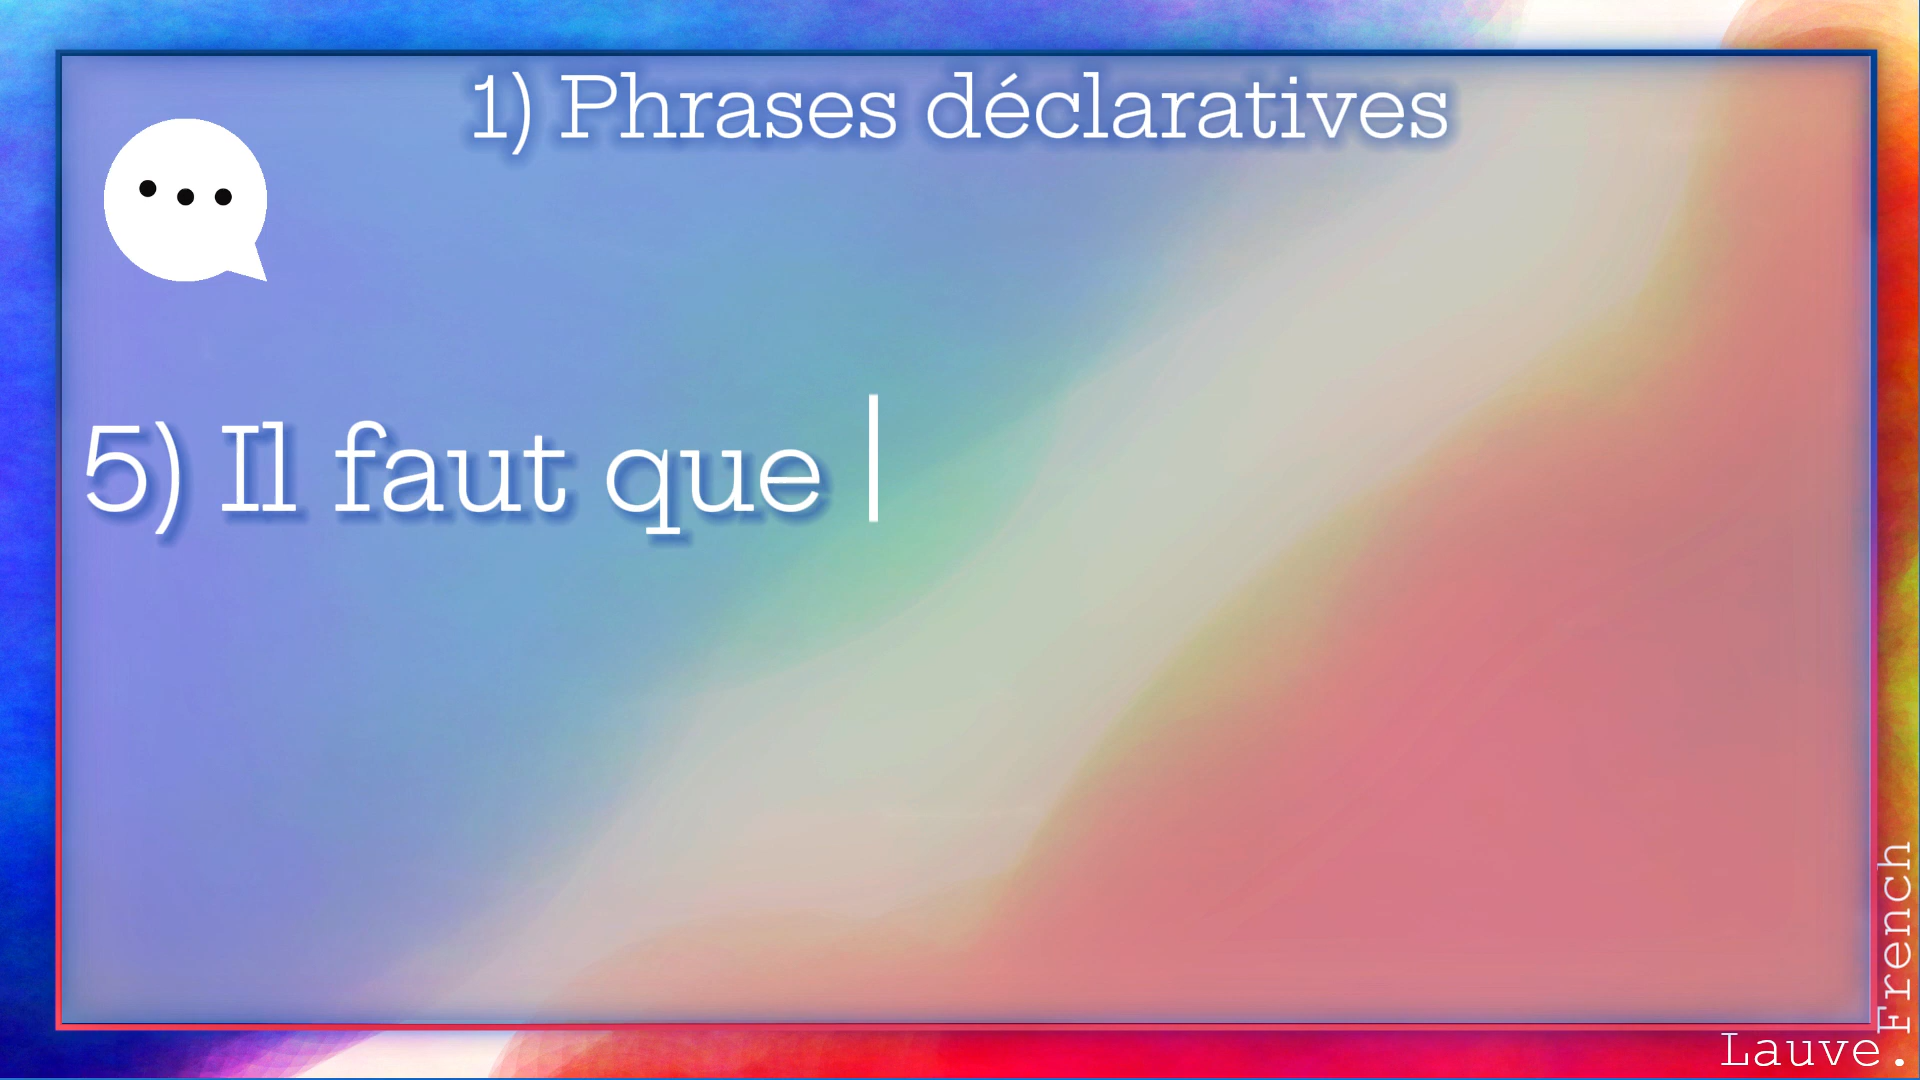 1) Phrases déclaratives
5) Il faut que
Lauve.
French